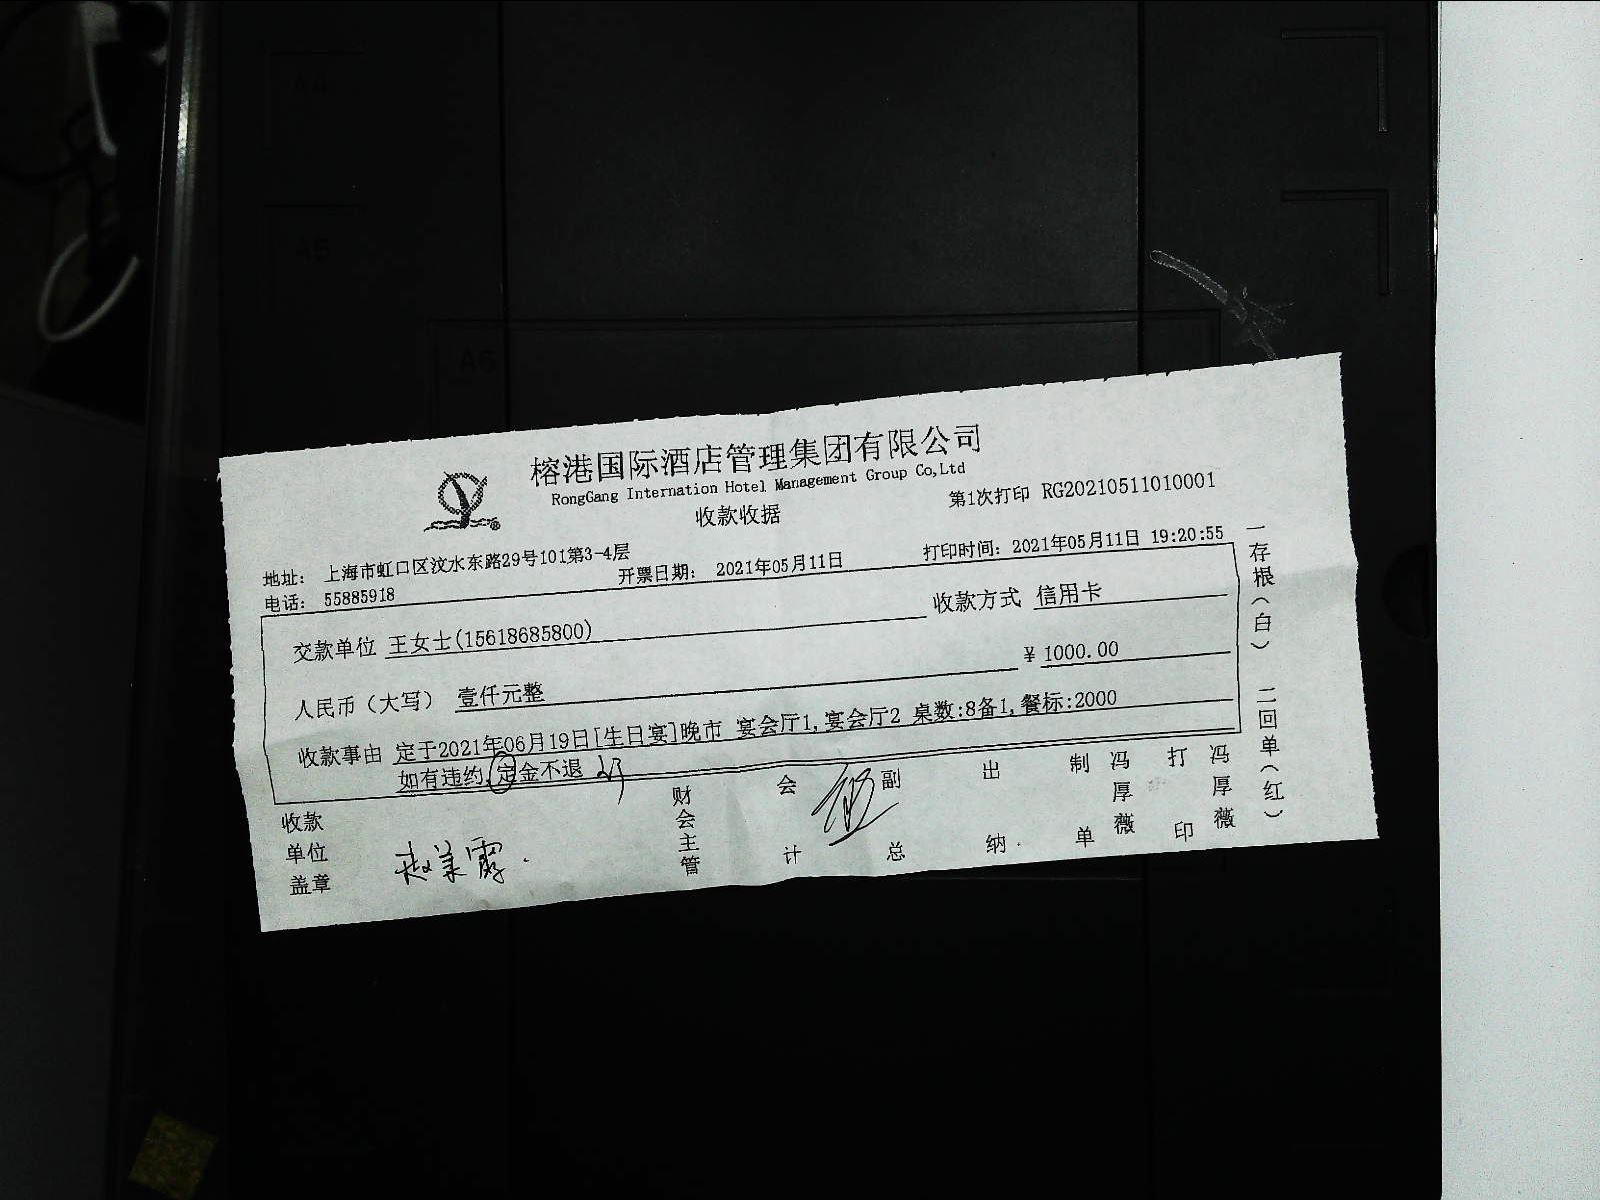 A4
A5
A6
榕港国际酒店管理集团有限公司
RongGang Internation Hotel Management Group Co,Ltd
收款收据
第1次打印 RG20210511010001
地址： 上海市虹口区汶水东路29号101第3-4层
电话： 55885918
开票日期： 2021年05月11日
打印时间：2021年05月11日 19:20:55
交款单位 王女士(15618685800)
收款方式 信用卡
人民币（大写） 壹仟元整
¥ 1000.00
收款事由 定于2021年06月19日[生日宴]晚市 宴会厅1,宴会厅2 桌数:8备1,餐标:2000
如有违约,定金不退
收款单位盖章
财会主管
会计
副总
出纳
制单
冯厚薇
打印
冯厚薇
一存根（白） 二回单（红）